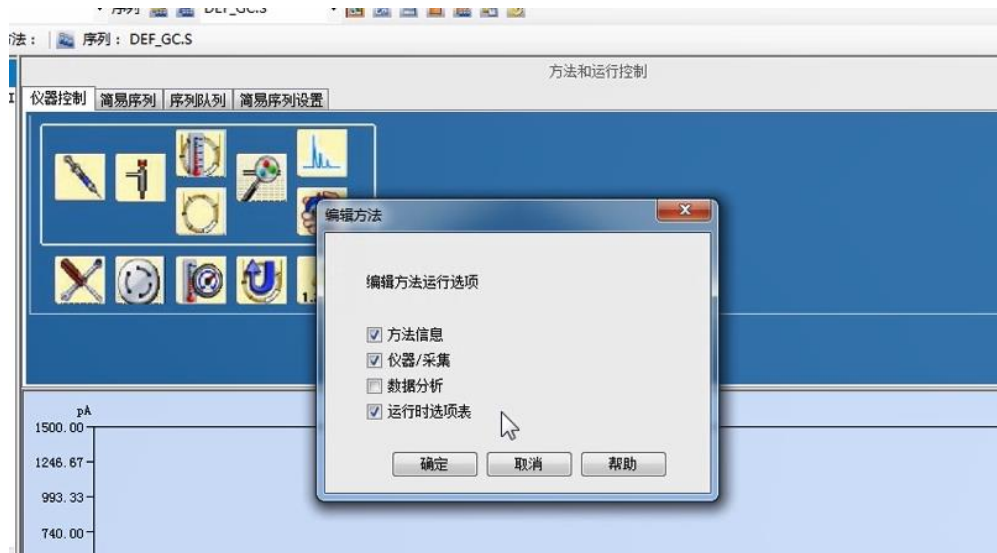 序列 DEF_GC.S
法： 序列：DEF_GC.S
方法和运行控制
仪器控制 简易序列 序列队列 简易序列设置
编辑方法
编辑方法运行选项
方法信息
仪器/采集
数据分析
运行时选项表
确定 取消 帮助
pA
1500.00
1246.67
993.33
740.00